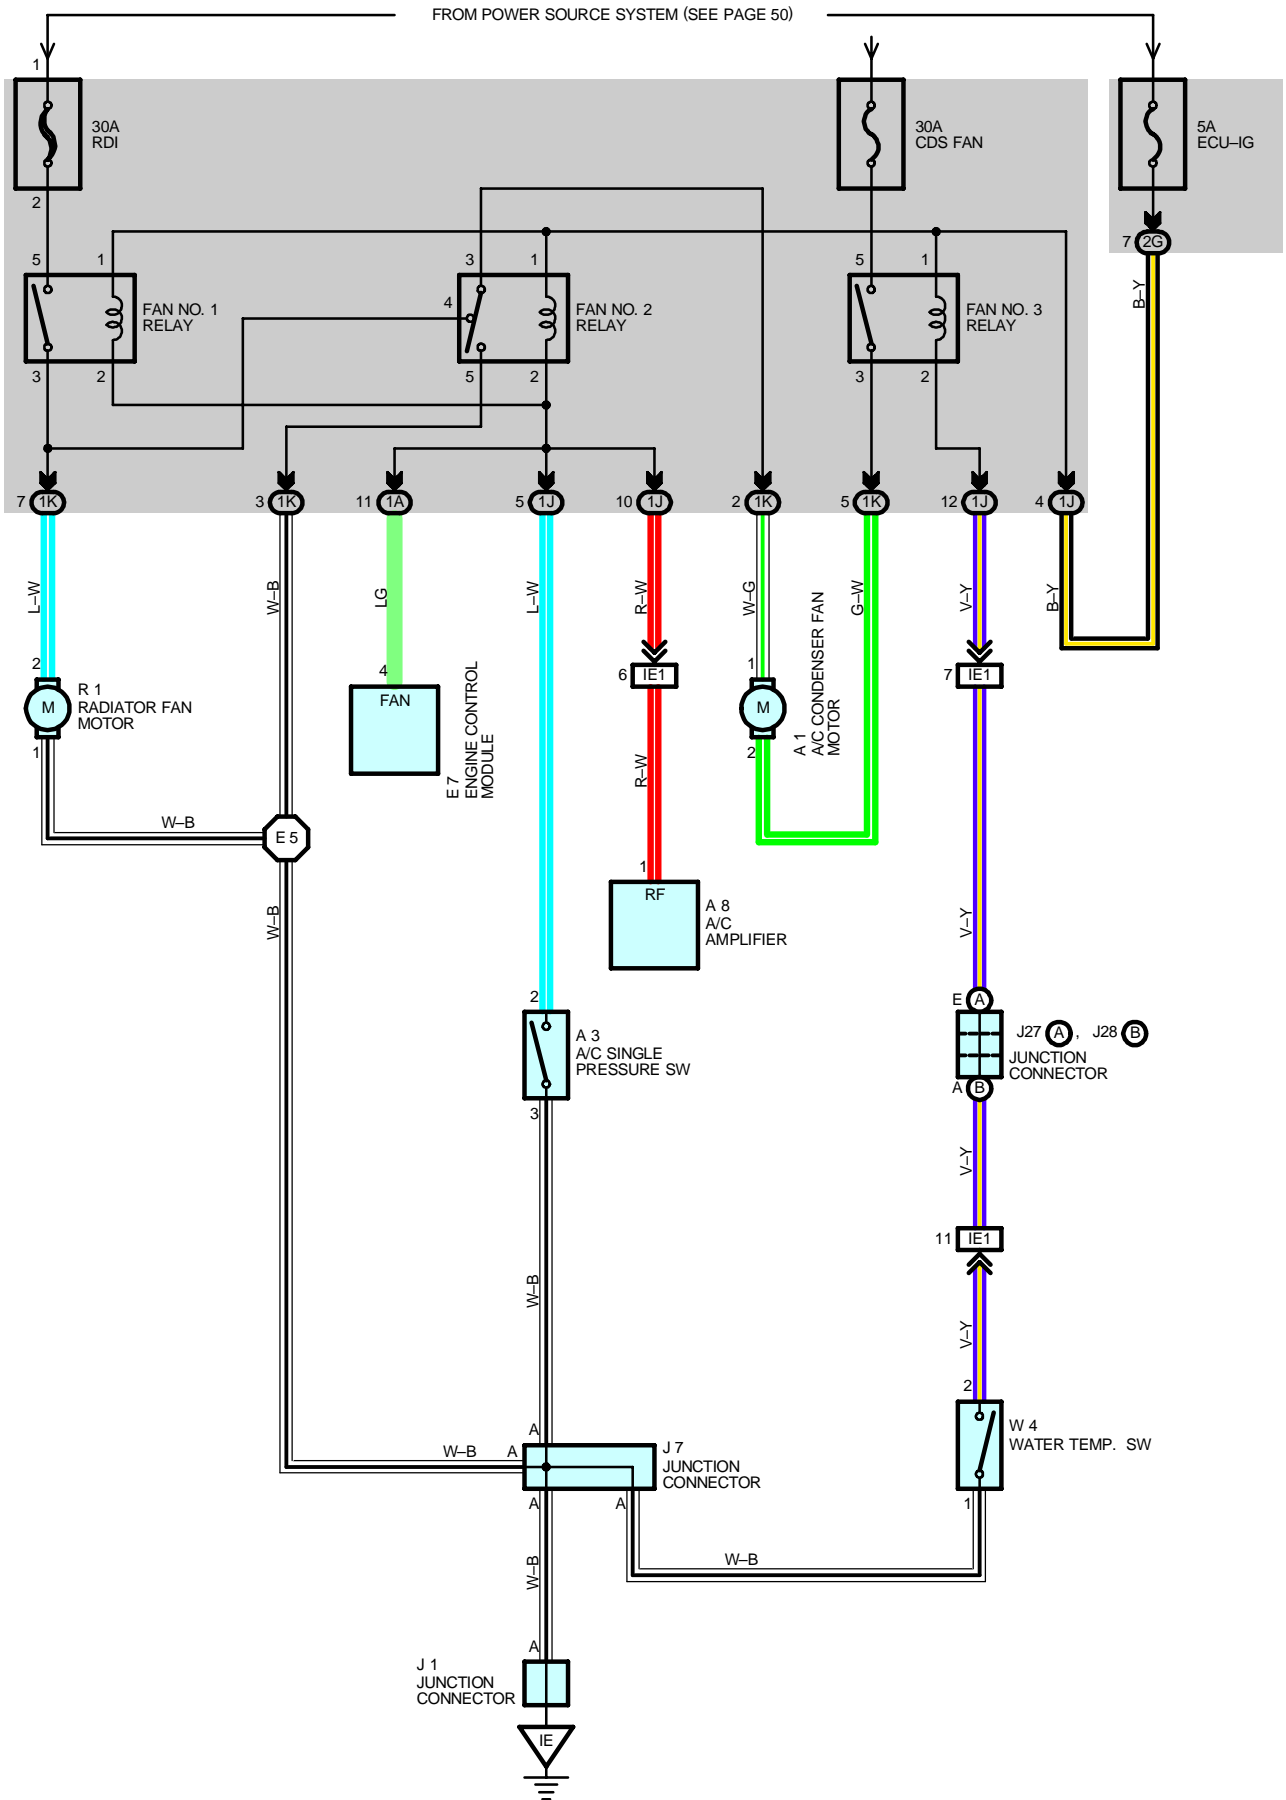 FROM POWER SOURCE SYSTEM (SEE PAGE 50)
1
30A
RDI
30A
CDS FAN
5A
ECU–IG
2
7 2G
5 1
3 1
5 1
4
FAN NO. 1
RELAY
FAN NO. 2
RELAY
FAN NO. 3
RELAY
B–Y
3 2
5 2
3 2
7 1K
3 1K
11 1A
5 1J
10 1J
2 1K
5 1K
12 1J
4 1J
L–W
W–B
LG
L–W
R–W
W–G
G–W
V–Y
B–Y
2
M
1
R 1
RADIATOR FAN
MOTOR
4
FAN
E 7
ENGINE CONTROL
MODULE
6 IE1
1
M
2
A 1
A/C CONDENSER FAN
MOTOR
7 IE1
R–W
W–B
E 5
1
RF
A 8
A/C
AMPLIFIER
W–B
V–Y
2
A 3
A/C SINGLE
PRESSURE SW
3
E A
J27 A , J28 B
JUNCTION
CONNECTOR
A B
V–Y
11 IE1
W–B
V–Y
2
W 4
WATER TEMP. SW
1
A
W–B A
J 7
JUNCTION
CONNECTOR
A A
W–B
W–B
A
J 1
JUNCTION
CONNECTOR
IE